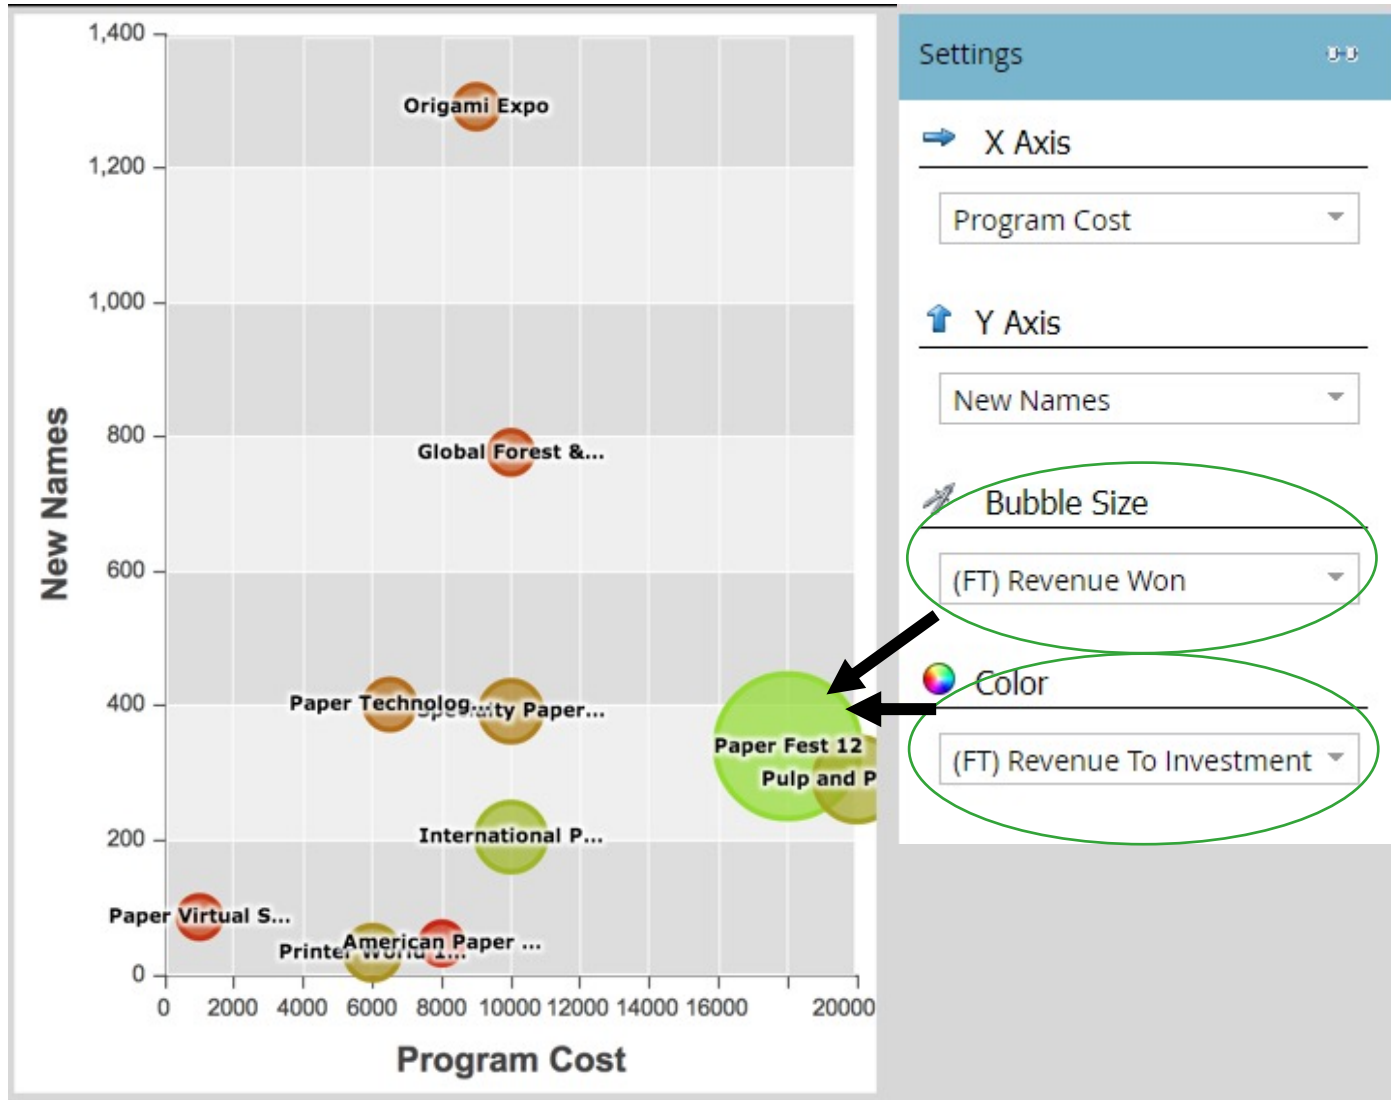 1,400
1,200
1,000
800
600
400
200
0
New Names
Origami Expo
Global Forest &...
Paper Technolog...
Paper...
Paper Fest 12
Pulp and P
International P...
Paper Virtual S...
American Paper ...
Printer World 1...
0 2000 4000 6000 8000 10000 12000 14000 16000 20000
Program Cost
Settings
X Axis
Program Cost
Y Axis
New Names
Bubble Size
(FT) Revenue Won
Color
(FT) Revenue To Investment